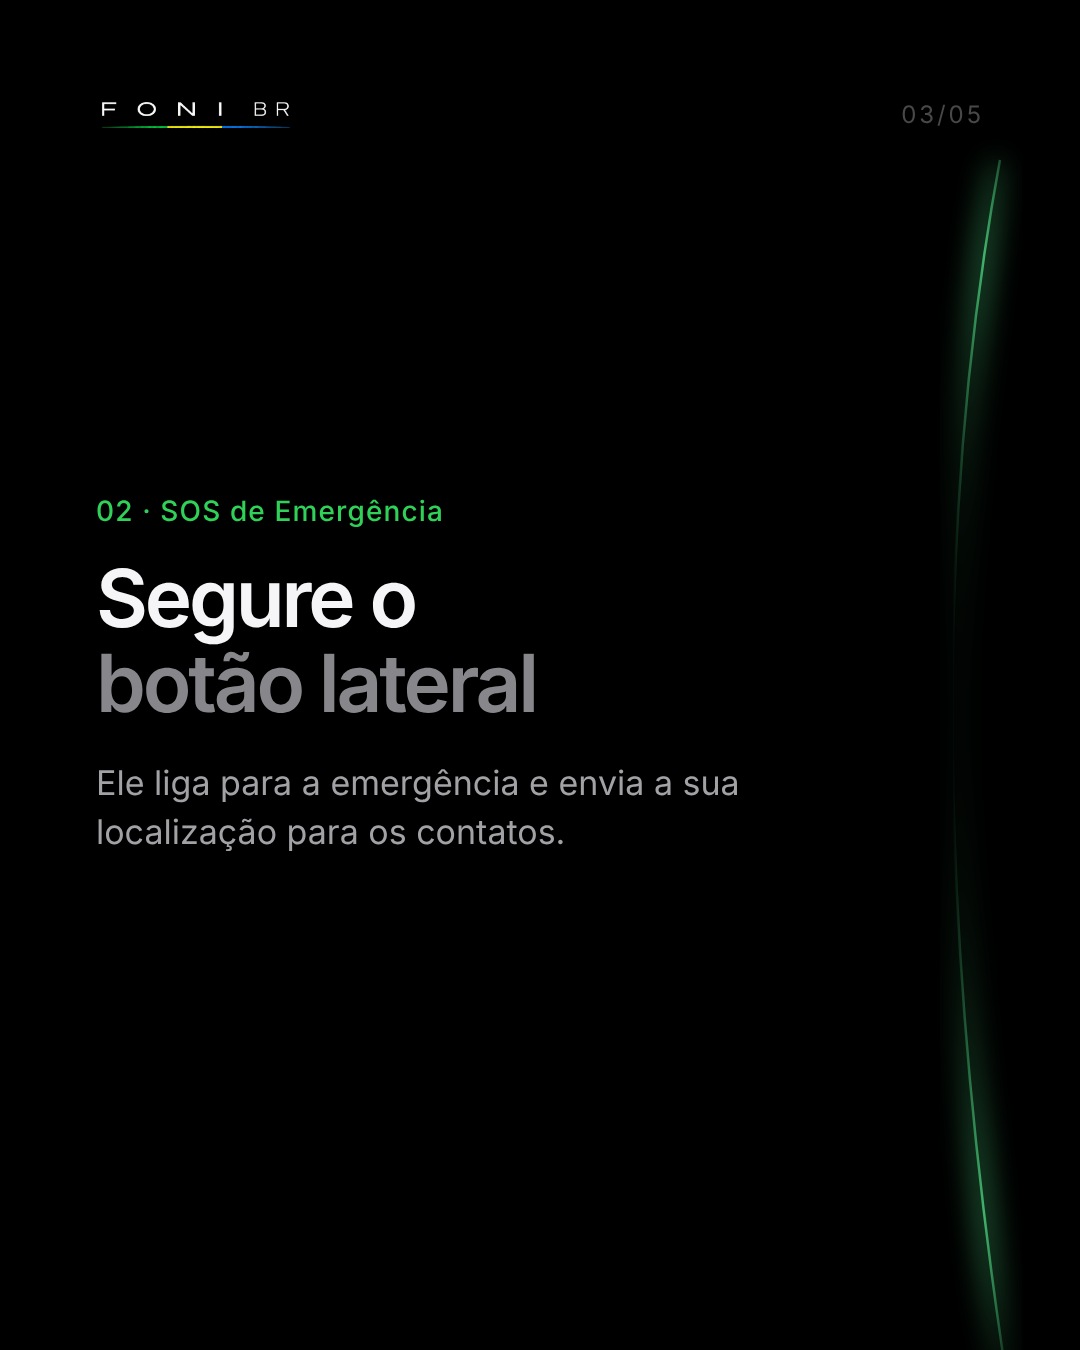 FONI BR
03/05
02 · SOS de Emergência
Segure o
botão lateral
Ele liga para a emergência e envia a sua
localização para os contatos.